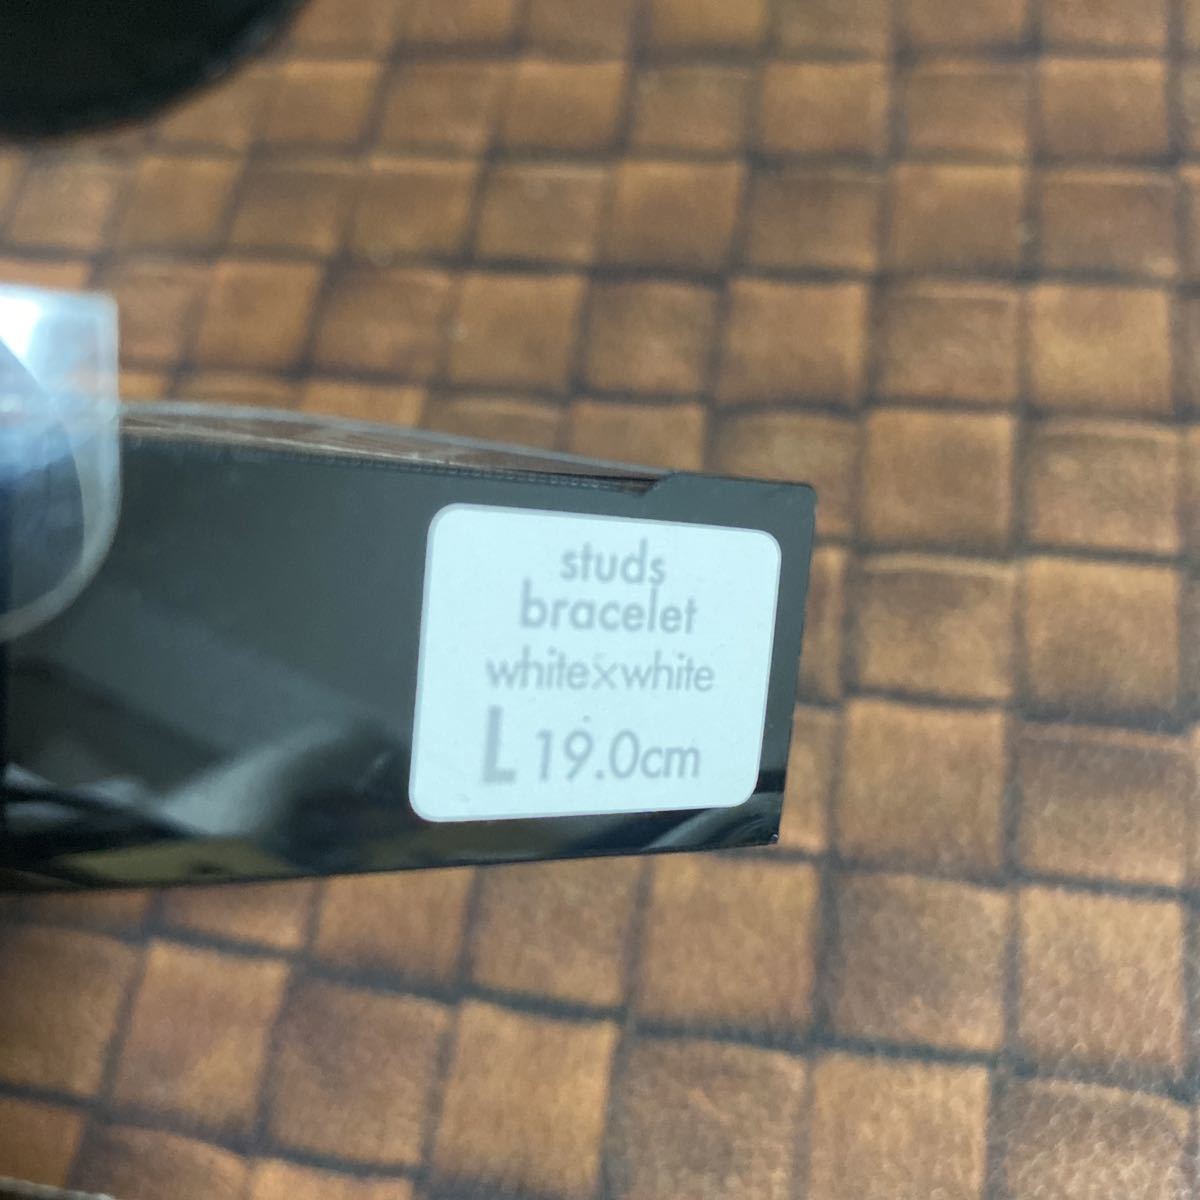 studs
bracelet
white×white
L 19.0cm